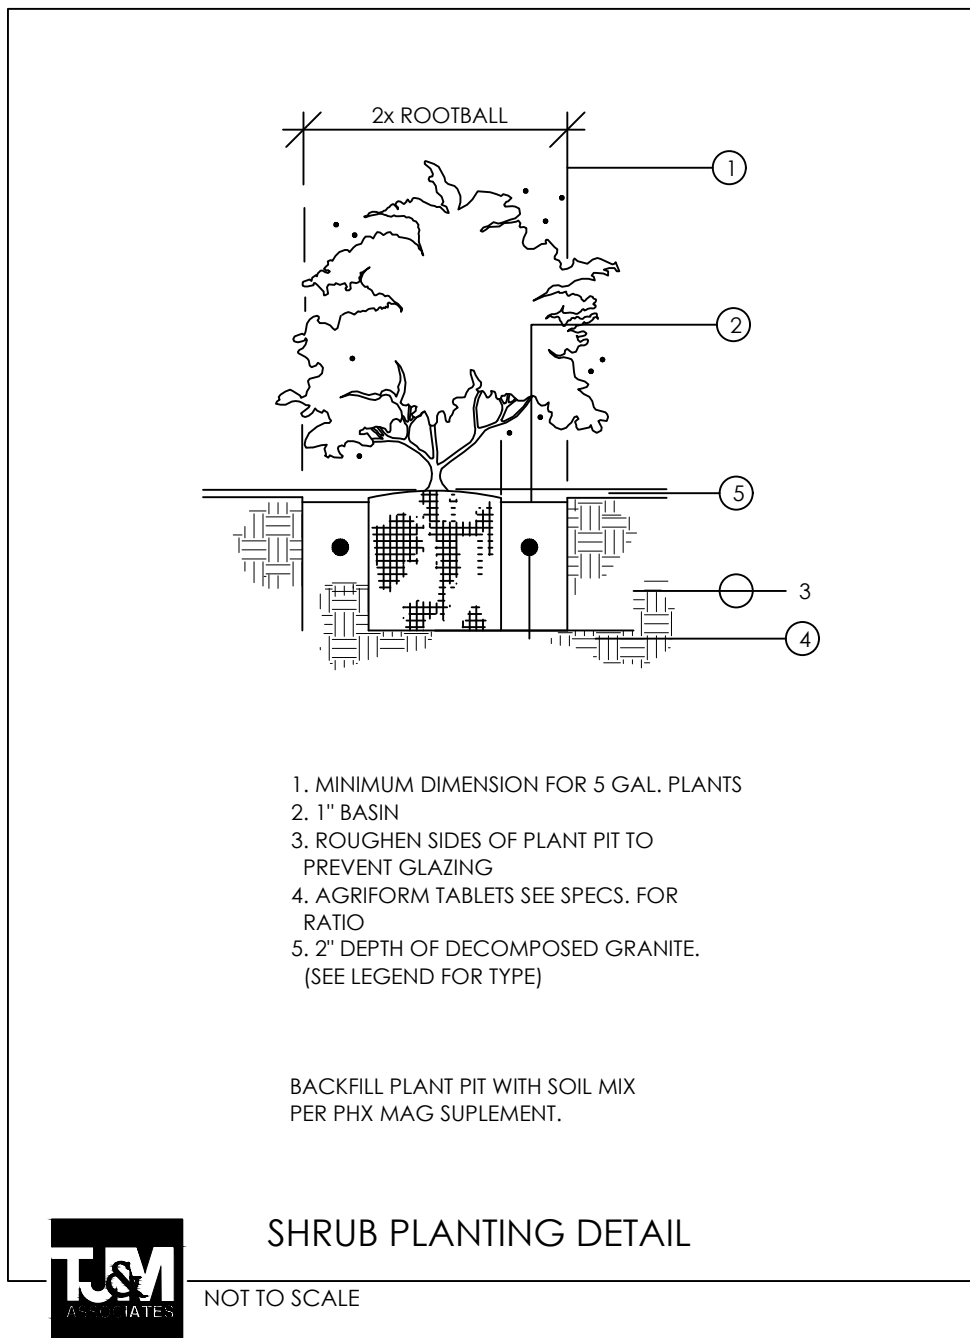 2x ROOTBALL
1
2
5
3
4
1. MINIMUM DIMENSION FOR 5 GAL. PLANTS
2. 1" BASIN
3. ROUGHEN SIDES OF PLANT PIT TO
PREVENT GLAZING
4. AGRIFORM TABLETS SEE SPECS. FOR
RATIO
5. 2" DEPTH OF DECOMPOSED GRANITE.
(SEE LEGEND FOR TYPE)
BACKFILL PLANT PIT WITH SOIL MIX
PER PHX MAG SUPLEMENT.
SHRUB PLANTING DETAIL
TJ&M
ASSOCIATES
NOT TO SCALE